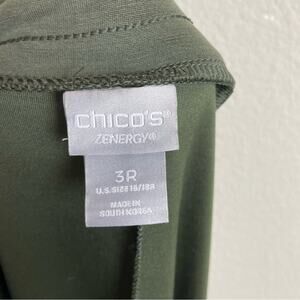 chico's®
ZENERGY®
3R
U.S. SIZE 16/18R
MADE IN
SOUTH KOREA